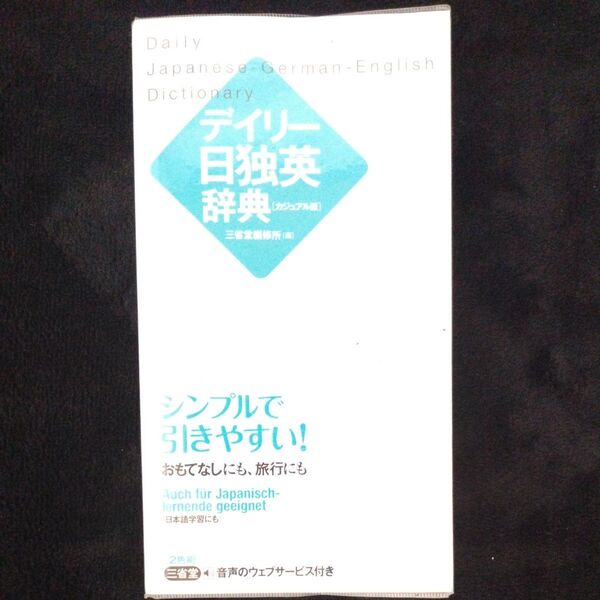 Daily
Japanese-German-English
Dictionary
デイリー
日独英
辞典[カジュアル版]
三省堂編修所[編]
シンプルで
引きやすい!
おもてなしにも、旅行にも
Auch für Japanisch-
lernende geeignet
日本語学習にも
2色刷
三省堂 音声のウェブサービス付き